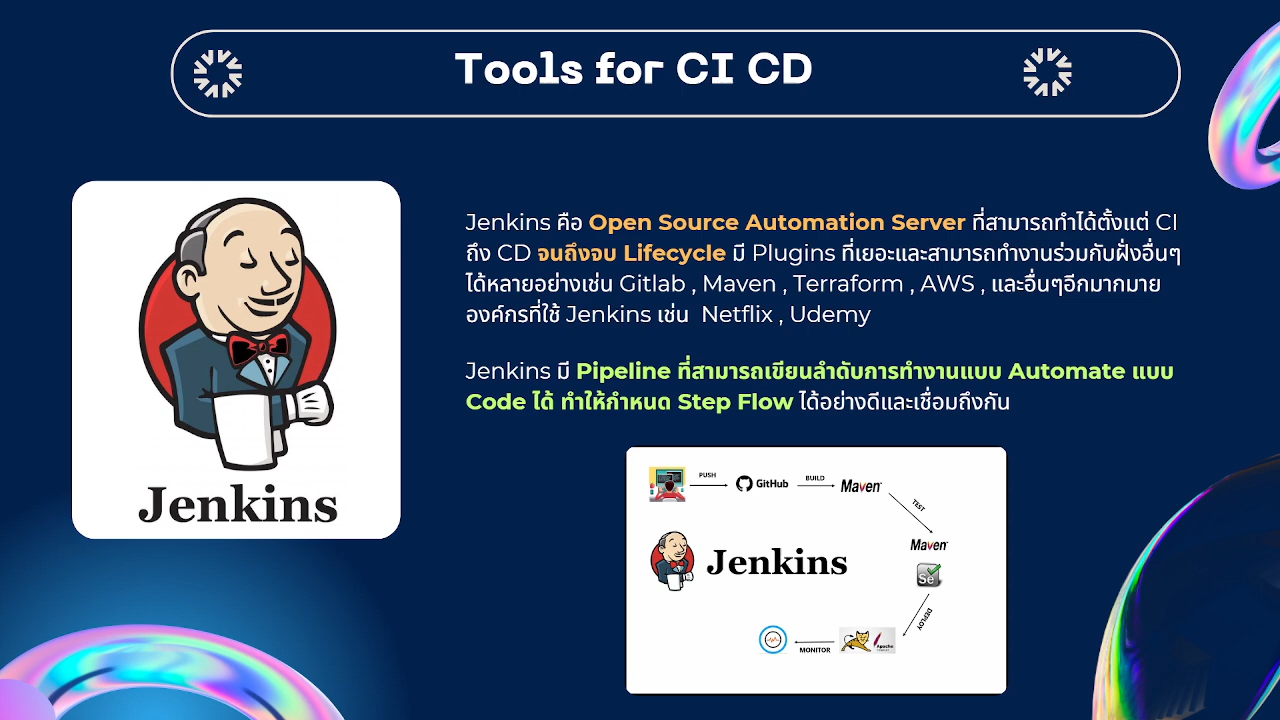 Tools for CI CD
Jenkins คือ Open Source Automation Server ที่สามารถทำได้ตั้งแต่ CI
ถึง CD จนถึงจบ Lifecycle มี Plugins ที่เยอะและสามารถทำงานร่วมกับฝั่งอื่นๆ
ได้หลายอย่างเช่น Gitlab , Maven , Terraform , AWS , และอื่นๆอีกมากมาย
องค์กรที่ใช้ Jenkins เช่น Netflix , Udemy
Jenkins มี Pipeline ที่สามารถเขียนลำดับการทำงานแบบ Automate แบบ
Code ได้ ทำให้กำหนด Step Flow ได้อย่างดีและเชื่อมถึงกัน
Jenkins
PUSH
GitHub
BUILD
Maven
TEST
Jenkins
Maven
Se
DEPLOY
Apache
MONITOR